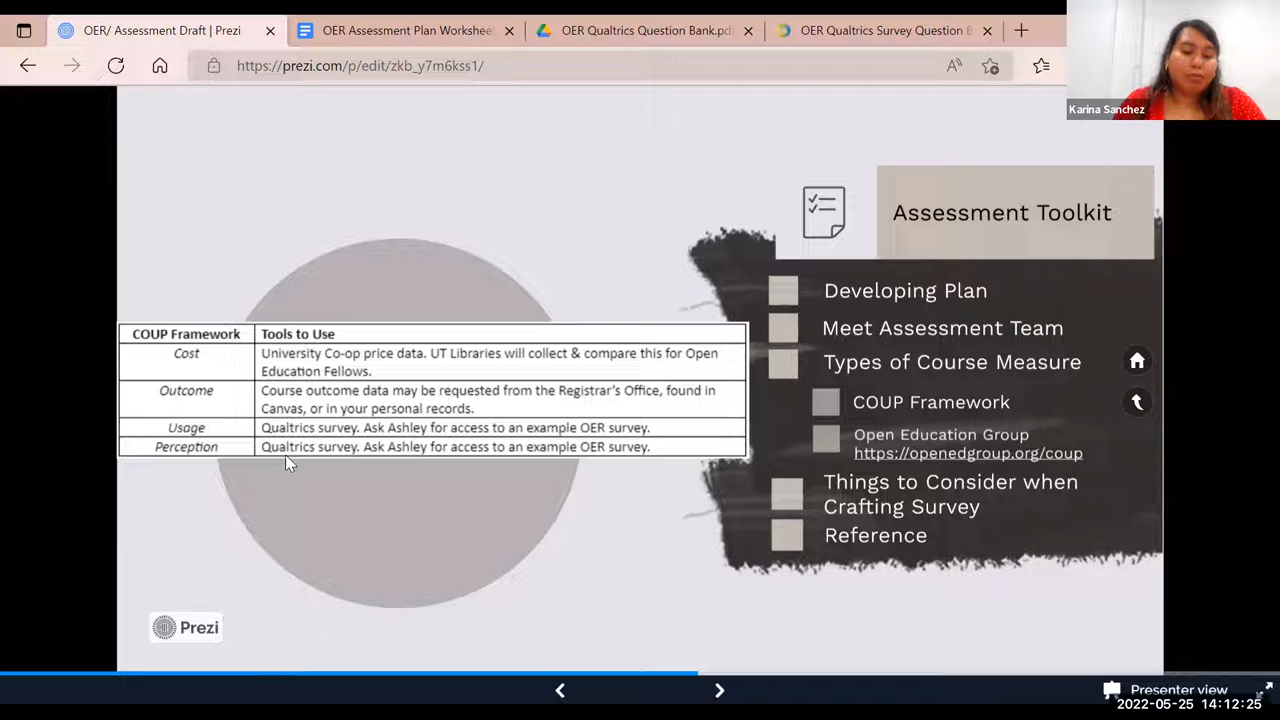 OER/ Assessment Draft | Prezi
OER Assessment Plan Workshee
OER Qualtrics Question Bank.pd
OER Qualtrics Survey Question B
https://prezi.com/p/edit/zkb_y7m6kss1/
Karina Sanchez
Assessment Toolkit
Developing Plan
Meet Assessment Team
Types of Course Measure
COUP Framework
Open Education Group
https://openedgroup.org/coup
Things to Consider when
Crafting Survey
Reference
COUP Framework Tools to Use
Cost University Co-op price data. UT Libraries will collect & compare this for Open
Education Fellows.
Outcome Course outcome data may be requested from the Registrar's Office, found in
Canvas, or in your personal records.
Usage Qualtrics survey. Ask Ashley for access to an example OER survey.
Perception Qualtrics survey. Ask Ashley for access to an example OER survey.
Prezi
Presenter view
2022-05-25 14:12:25